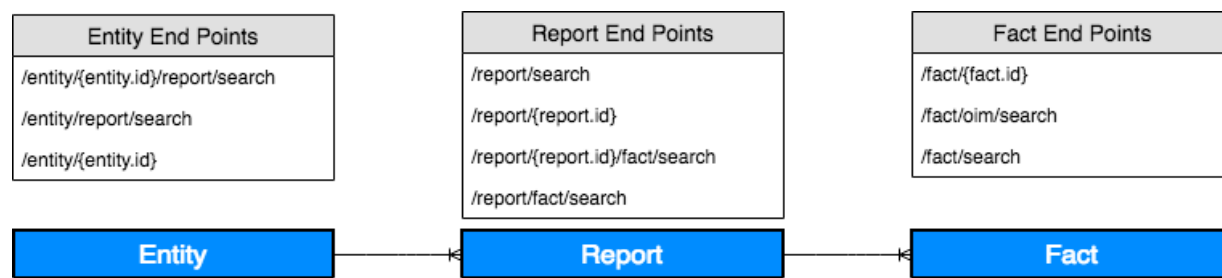 Entity End Points
/entity/{entity.id}/report/search
/entity/report/search
/entity/{entity.id}
Report End Points
/report/search
/report/{report.id}
/report/{report.id}/fact/search
/report/fact/search
Fact End Points
/fact/{fact.id}
/fact/oim/search
/fact/search
Entity
Report
Fact